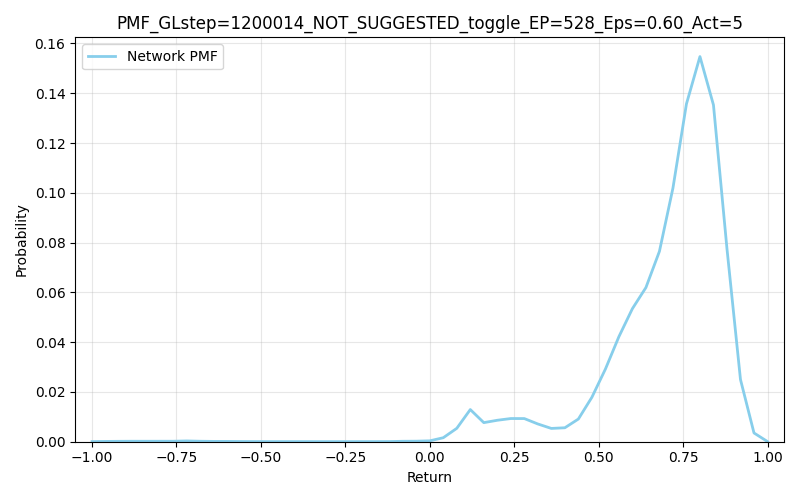 PMF_GLstep=1200014_NOT_SUGGESTED_toggle_EP=528_Eps=0.60_Act=5
Network PMF
0.16
0.14
0.12
0.10
0.08
0.06
0.04
0.02
0.00
Probability
−1.00 −0.75 −0.50 −0.25 0.00 0.25 0.50 0.75 1.00
Return